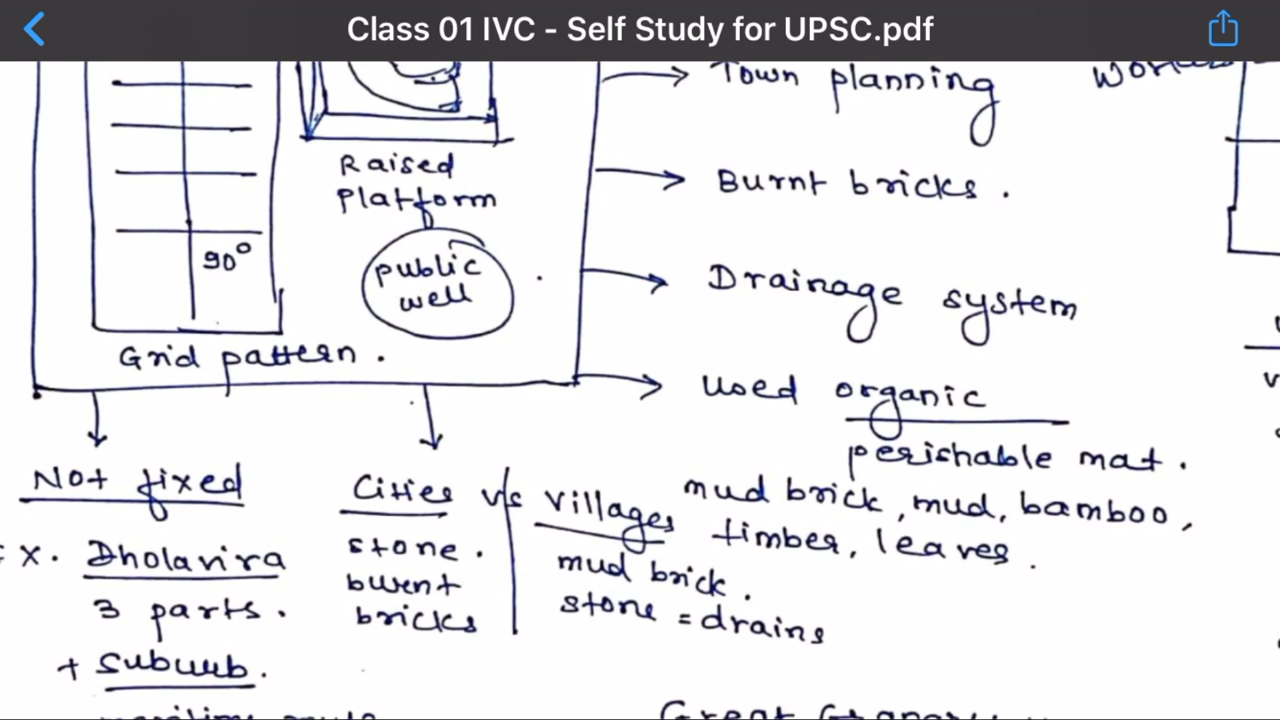 Class 01 IVC - Self Study for UPSC.pdf
Town planning
Raised
Platform
Burnt bricks.
90°
public
well
Drainage system
Grid pattern.
used organic
perishable mat.
mud brick, mud, bamboo,
timber, leaves.
Not fixed
Ex. Dholavira
3 parts.
+ suburb.
Cities v/s Villages
stone.
burnt
bricks
mud brick.
stone = drains